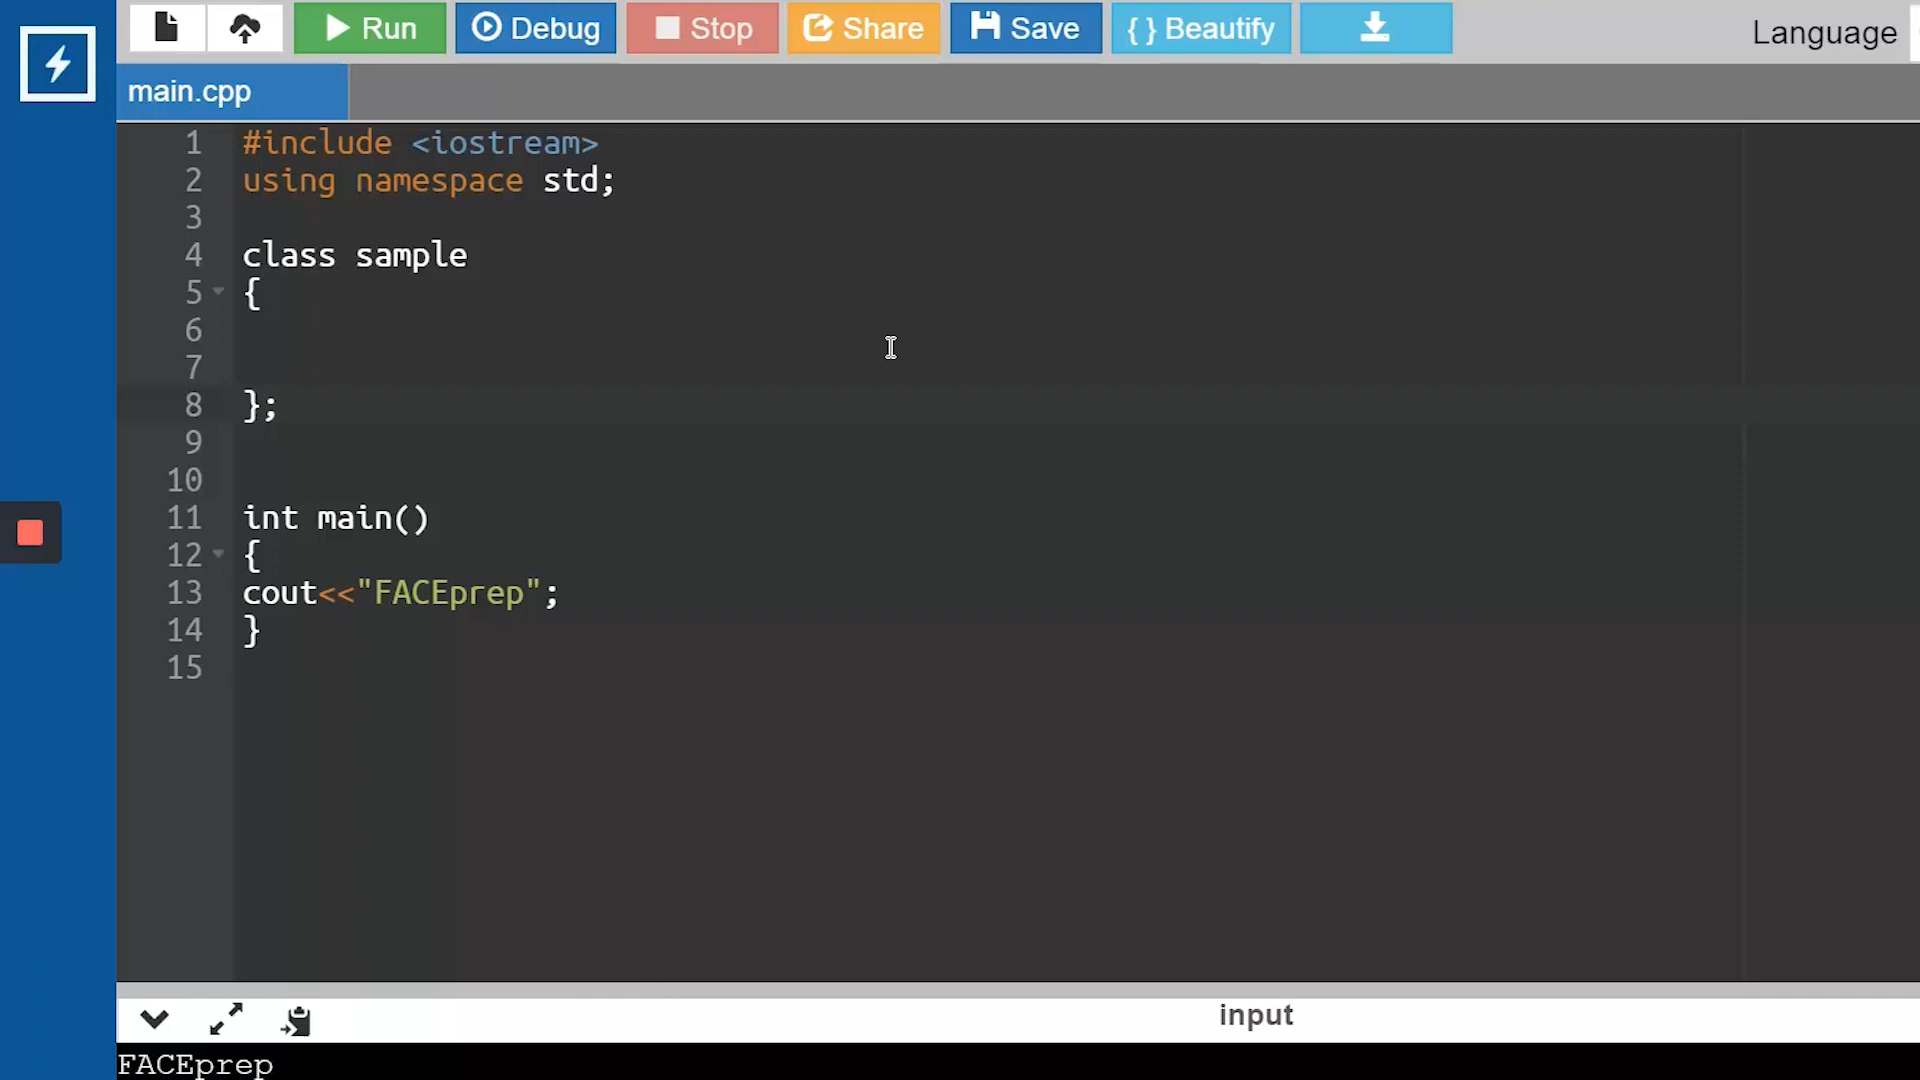 Run Debug Stop Share Save { } Beautify Language
main.cpp
1 #include <iostream>
2 using namespace std;
3
4 class sample
5 {
6
7
8 };
9
10
11 int main()
12 {
13 cout<<"FACEprep";
14 }
15
input
FACEprep